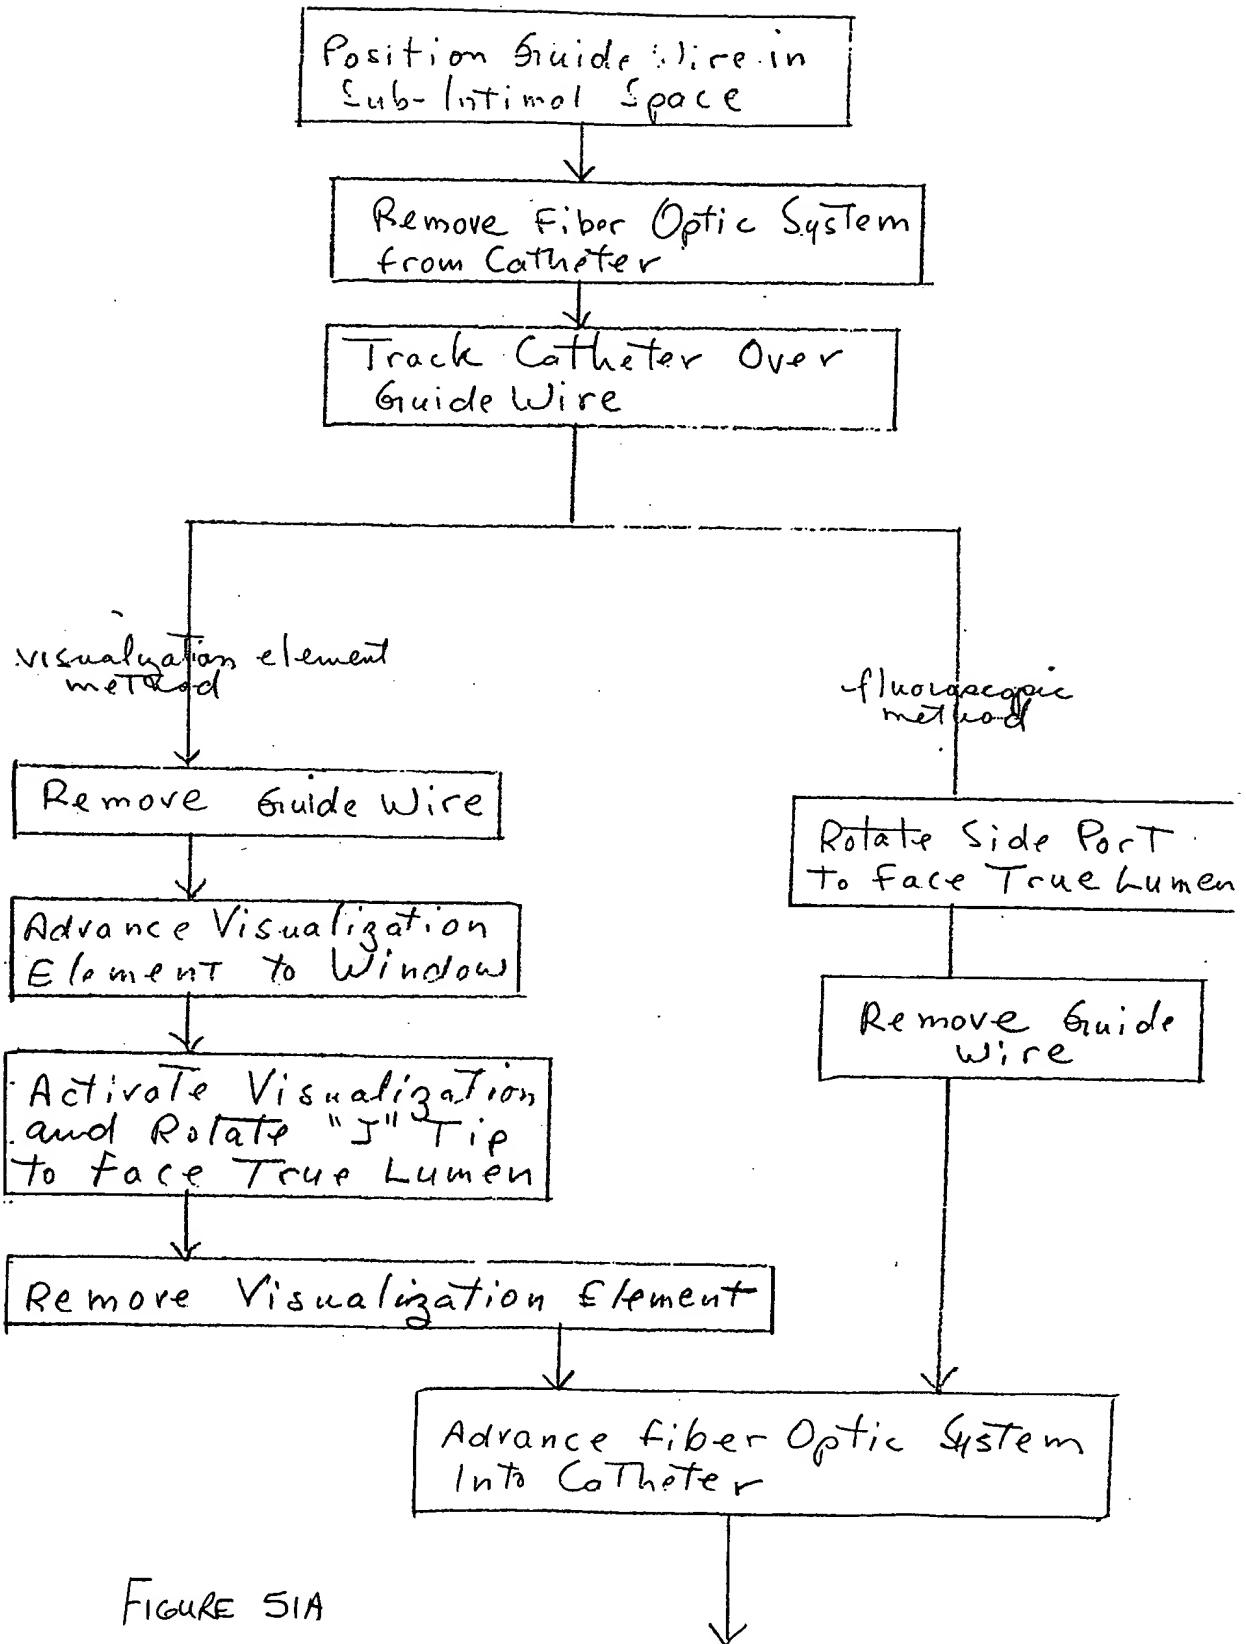 Position Guide Wire in
Sub-Intimal Space
Remove Fiber Optic System
from Catheter
Track Catheter Over
Guide Wire
visualization element
method
fluoroscopic
method
Remove Guide Wire
Rotate Side Port
to Face True Lumen
Advance Visualization
Element to Window
Remove Guide
Wire
Activate Visualization
and Rotate "J" Tip
to Face True Lumen
Remove Visualization Element
Advance Fiber Optic System
Into Catheter
FIGURE 51A